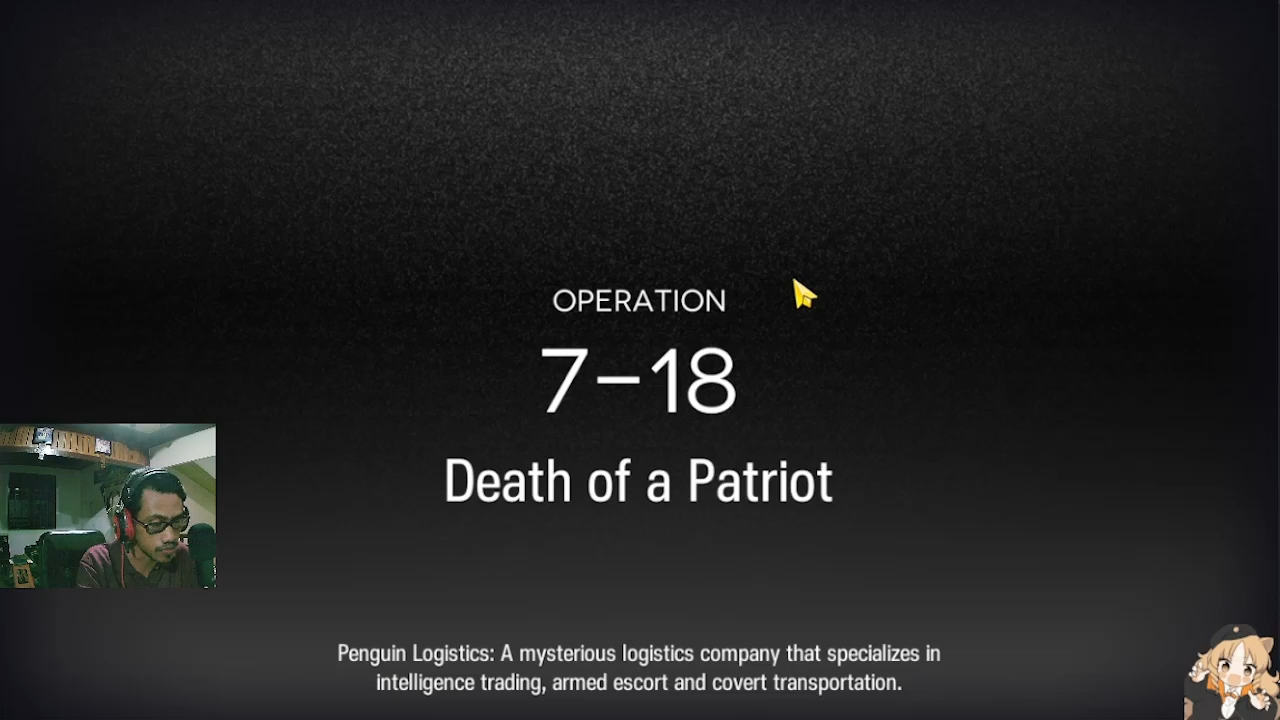 OPERATION
7-18
Death of a Patriot
Penguin Logistics: A mysterious logistics company that specializes in
intelligence trading, armed escort and covert transportation.